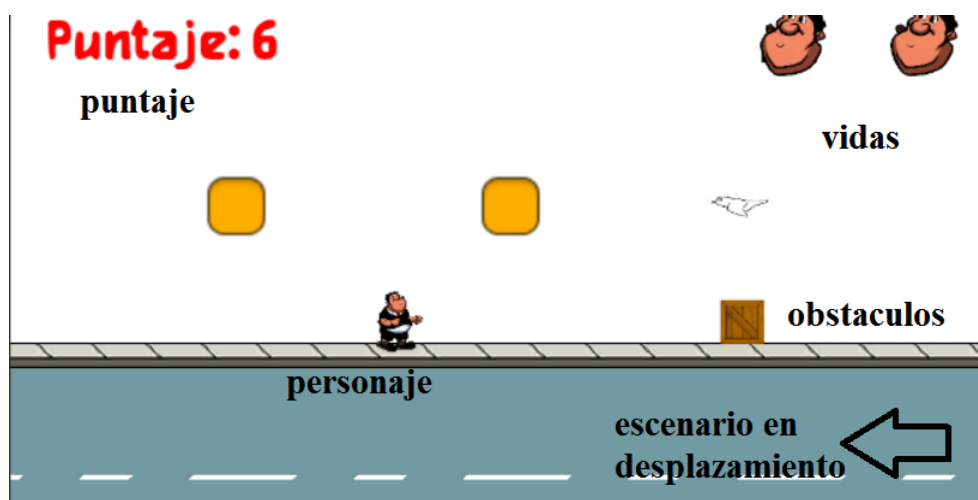 Puntaje: 6
puntaje
vidas
obstaculos
personaje
escenario en
desplazamiento